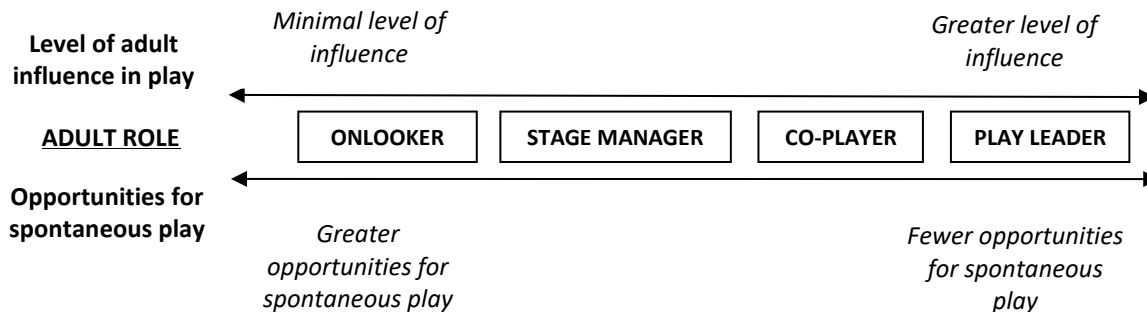 Level of adult
influence in play
Minimal level of
influence
Greater level of
influence
ADULT ROLE
ONLOOKER
STAGE MANAGER
CO-PLAYER
PLAY LEADER
Opportunities for
spontaneous play
Greater
opportunities for
spontaneous play
Fewer opportunities
for spontaneous
play